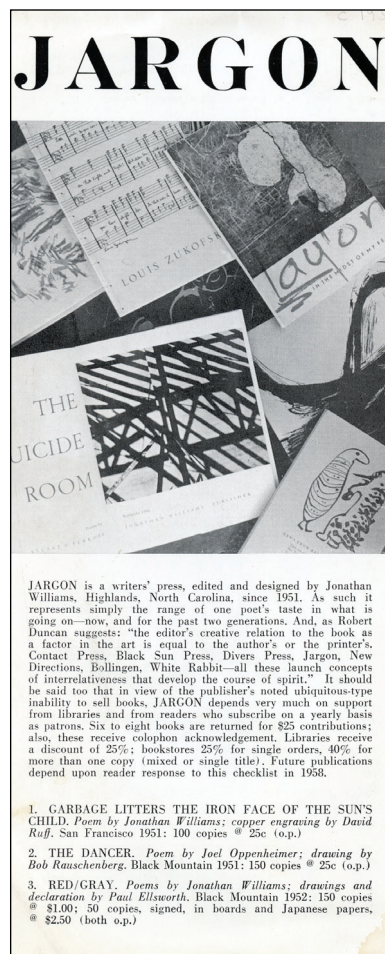 JARGON
LOUIS ZUKOFSK
Layor
IN THE
THE
UICIDE
ROOM
JONATHAN WILLIAMS, PUBLISHER
JARGON is a writers' press, edited and designed by Jonathan
Williams, Highlands, North Carolina, since 1951. As such it
represents simply the range of one poet's taste in what is
going on—now, and for the past two generations. And, as Robert
Duncan suggests: "the editor's creative relation to the book as
a factor in the art is equal to the author's or the printer's.
Contact Press, Black Sun Press, Divers Press, Jargon, New
Directions, Bollingen, White Rabbit—all these launch concepts
of interrelativeness that develop the course of spirit." It should
be said too that in view of the publisher's noted ubiquitous-type
inability to sell books, JARGON depends very much on support
from libraries and from readers who subscribe on a yearly basis
as patrons. Six to eight books are returned for $25 contributions;
also, these receive colophon acknowledgement. Libraries receive
a discount of 25%; bookstores 25% for single orders, 40% for
more than one copy (mixed or single title). Future publications
depend upon reader response to this checklist in 1958.
1. GARBAGE LITTERS THE IRON FACE OF THE SUN'S
CHILD. Poem by Jonathan Williams; copper engraving by David
Ruff. San Francisco 1951: 100 copies @ 25c (o.p.)
2. THE DANCER. Poem by Joel Oppenheimer; drawing by
Bob Rauschenberg. Black Mountain 1951: 150 copies @ 25c (o.p.)
3. RED/GRAY. Poems by Jonathan Williams; drawings and
declaration by Paul Ellsworth. Black Mountain 1952: 150 copies
@ $1.00; 50 copies, signed, in boards and Japanese papers,
@ $2.50 (both o.p.)